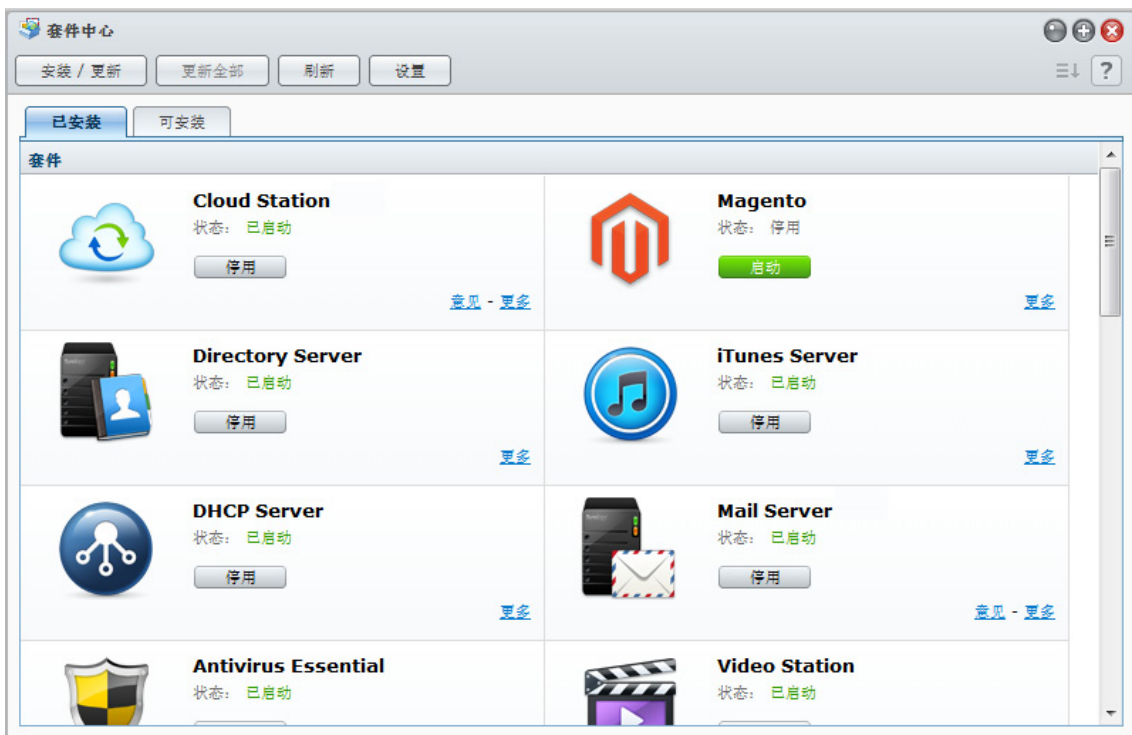 套件中心
安装 / 更新 更新全部 刷新 设置 ?
已安装 可安装
套件
Cloud Station
状态： 已启动
停用
意见 - 更多
Magento
状态： 停用
启动
更多
Directory Server
状态： 已启动
停用
更多
iTunes Server
状态： 已启动
停用
更多
DHCP Server
状态： 已启动
停用
更多
Mail Server
状态： 已启动
停用
意见 - 更多
Antivirus Essential
状态： 已启动
Video Station
状态： 已启动